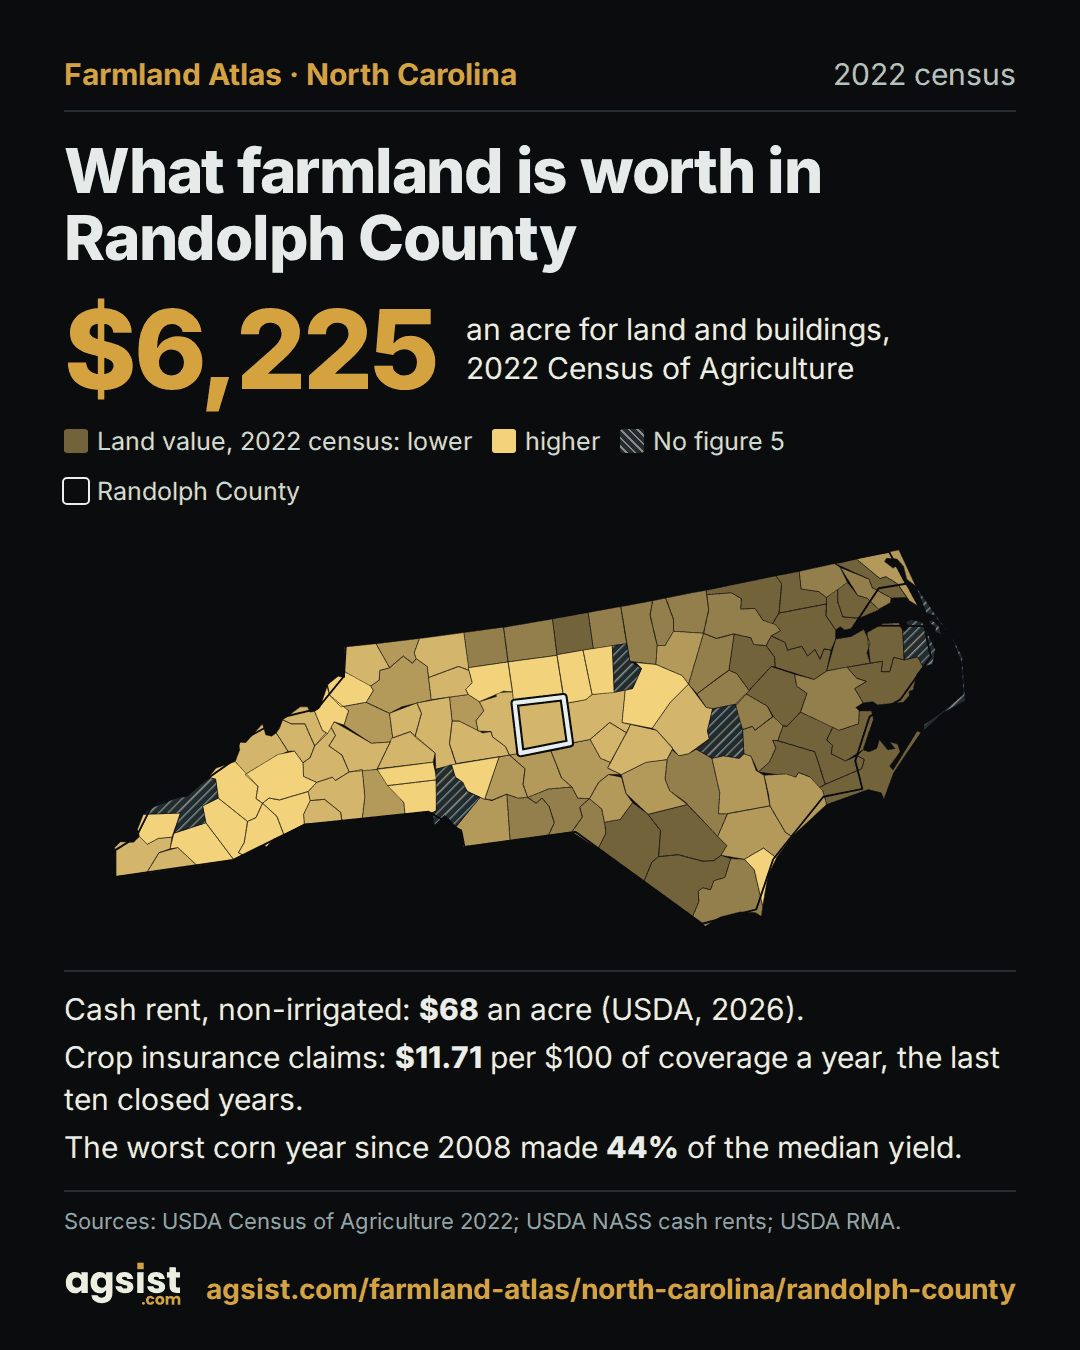 Farmland Atlas · North Carolina
2022 census
What farmland is worth in
Randolph County
$6,225
an acre for land and buildings,
2022 Census of Agriculture
Land value, 2022 census: lower
higher
No figure 5
Randolph County
Cash rent, non-irrigated: $68 an acre (USDA, 2026).
Crop insurance claims: $11.71 per $100 of coverage a year, the last
ten closed years.
The worst corn year since 2008 made 44% of the median yield.
Sources: USDA Census of Agriculture 2022; USDA NASS cash rents; USDA RMA.
agsist
.com
agsist.com/farmland-atlas/north-carolina/randolph-county